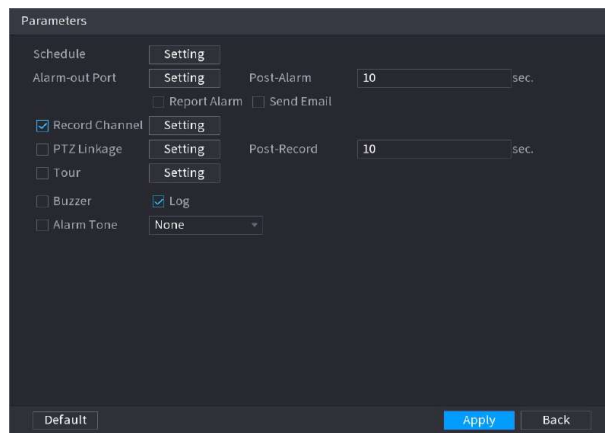 Parameters
Schedule Setting
Alarm-out Port Setting Post-Alarm 10 sec.
Report Alarm Send Email
Record Channel Setting
PTZ Linkage Setting Post-Record 10 sec.
Tour Setting
Buzzer Log
Alarm Tone None
Default Apply Back